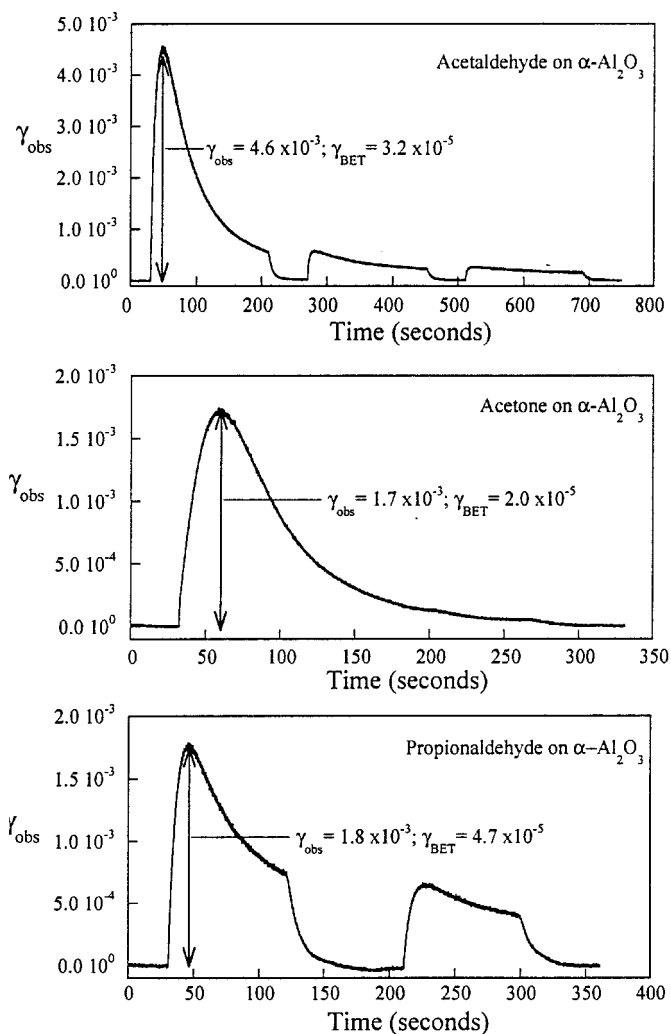 5.0 10⁻³
4.0 10⁻³
3.0 10⁻³
2.0 10⁻³
1.0 10⁻³
0.0 10⁰
γobs
Acetaldehyde on α-Al₂O₃
γobs = 4.6 x10⁻³; γBET = 3.2 x10⁻⁵
0 100 200 300 400 500 600 700 800
Time (seconds)
2.0 10⁻³
1.5 10⁻³
1.0 10⁻³
5.0 10⁻⁴
0.0 10⁰
γobs
Acetone on α-Al₂O₃
γobs = 1.7 x10⁻³; γBET = 2.0 x10⁻⁵
0 50 100 150 200 250 300 350
Time (seconds)
2.0 10⁻³
1.5 10⁻³
1.0 10⁻³
5.0 10⁻⁴
0.0 10⁰
γobs
Propionaldehyde on α–Al₂O₃
γobs = 1.8 x10⁻³; γBET = 4.7 x10⁻⁵
0 50 100 150 200 250 300 350 400
Time (seconds)